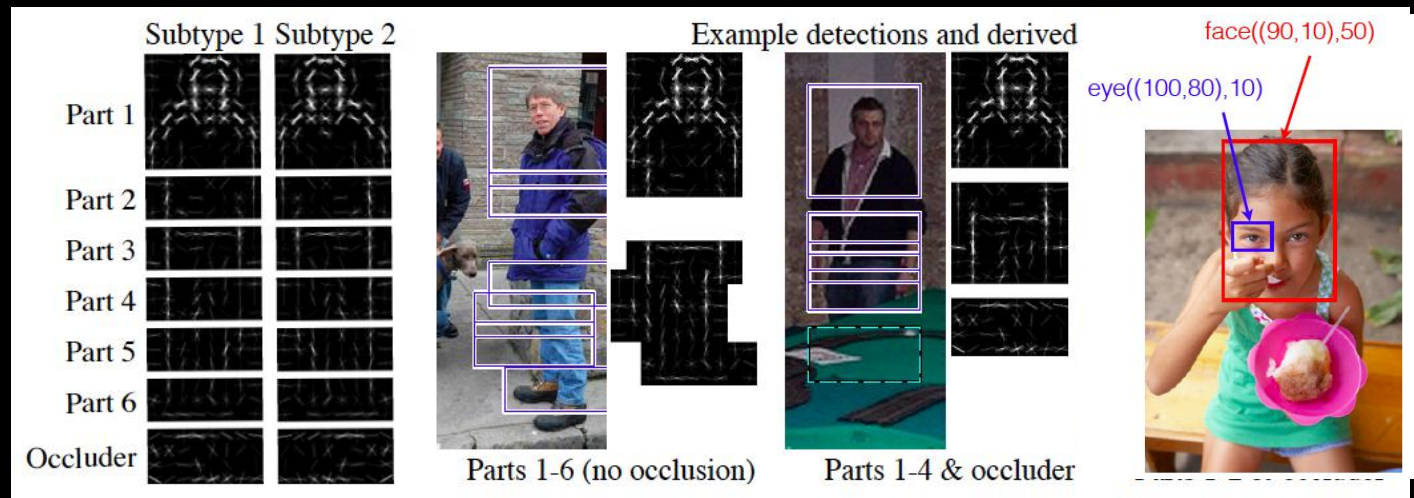 Subtype 1 Subtype 2
Example detections and derived
face((90,10),50)
eye((100,80),10)
Part 1
Part 2
Part 3
Part 4
Part 5
Part 6
Occluder
Parts 1-6 (no occlusion)
Parts 1-4 & occluder